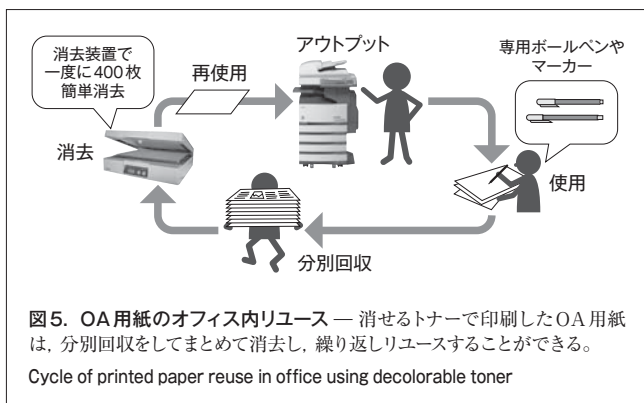 消去装置で
一度に400枚
簡単消去
再使用
アウトプット
専用ボールペンや
マーカー
消去
使用
分別回収
図5. OA用紙のオフィス内リユース — 消せるトナーで印刷したOA用紙
は，分別回収をしてまとめて消去し，繰り返しリユースすることができる。
Cycle of printed paper reuse in office using decolorable toner